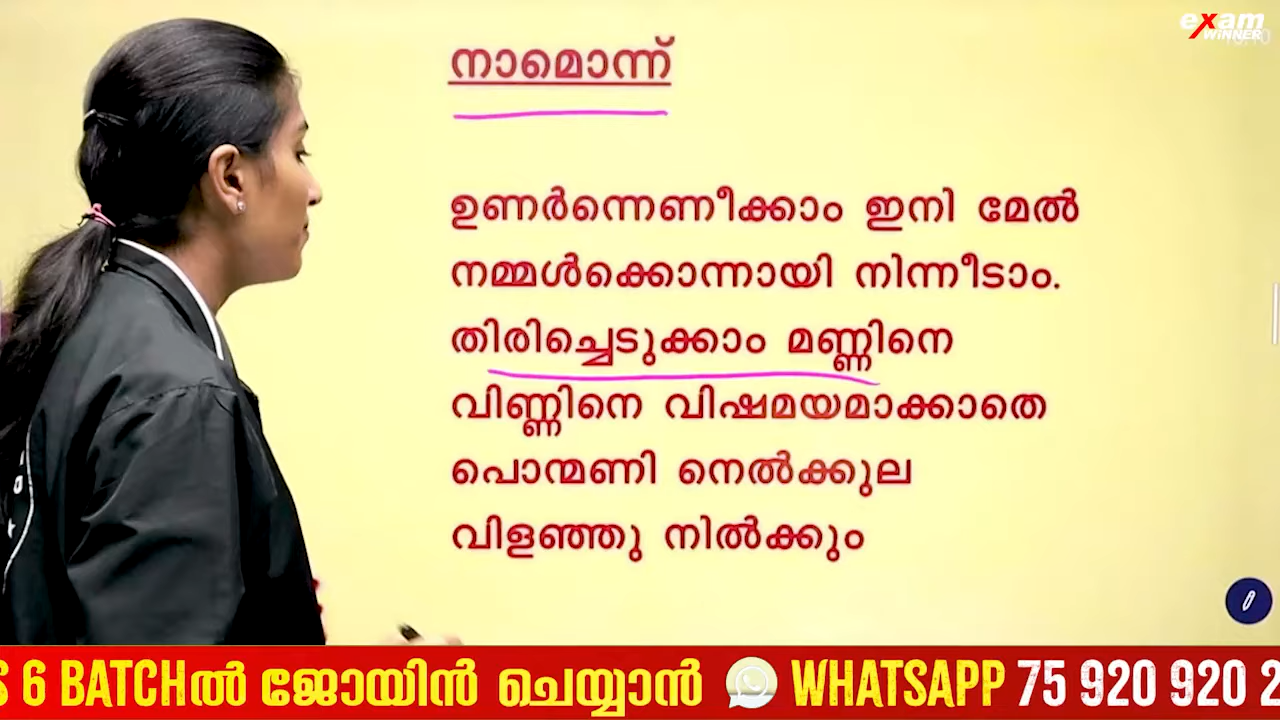 exam
WINNER
നാമൊന്ന്
ഉണർന്നെണീക്കാം ഇനി മേൽ
നമ്മൾക്കൊന്നായി നിന്നീടാം.
തിരിച്ചെടുക്കാം മണ്ണിനെ
വിണ്ണിനെ വിഷമയമാക്കാതെ
പൊന്മണി നെൽക്കുല
വിളഞ്ഞു നിൽക്കും
6 BATCHൽ ജോയിൻ ചെയ്യാൻ WHATSAPP 75 920 920